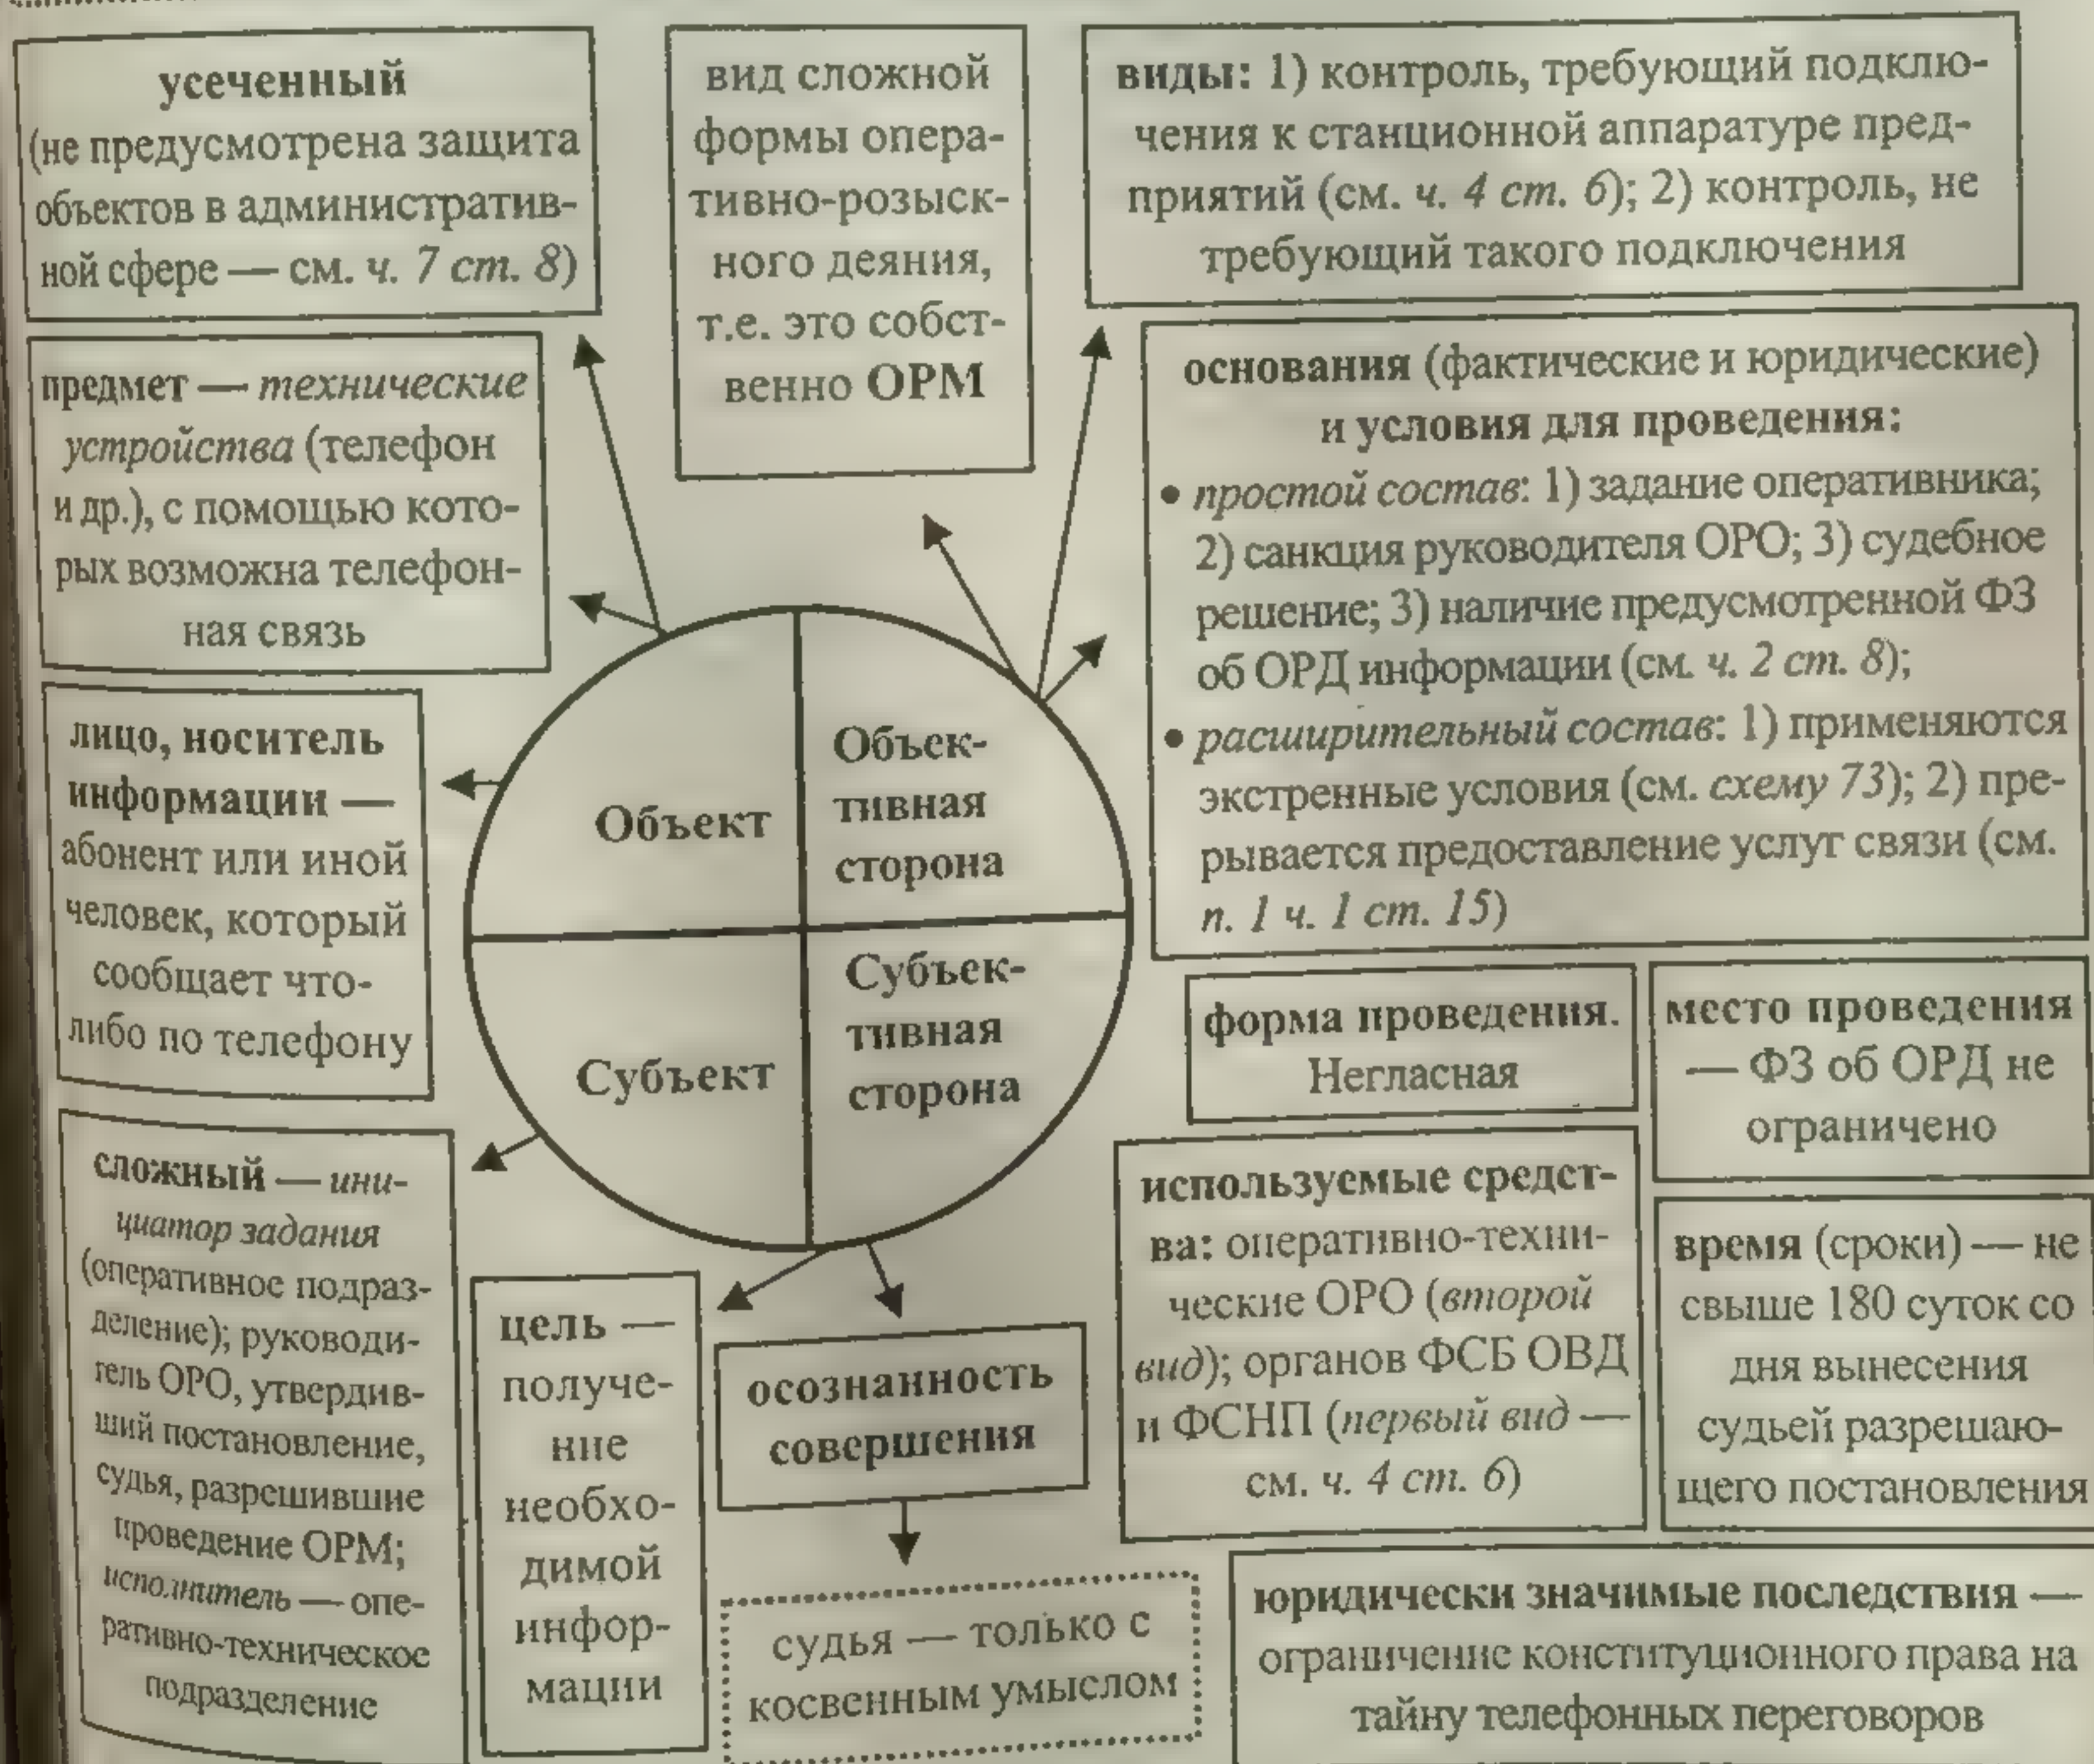 усеченный
(не предусмотрена защита
объектов в административ-
ной сфере — см. ч. 7 ст. 8)
вид сложной
формы опера-
тивно-розыск-
ного деяния,
т.е. это собст-
венно ОРМ
виды: 1) контроль, требующий подклю-
чения к станционной аппаратуре пред-
приятий (см. ч. 4 ст. 6); 2) контроль, не
требующий такого подключения
предмет — технические
устройства (телефон
и др.), с помощью кото-
рых возможна телефон-
ная связь
основания (фактические и юридические)
и условия для проведения:
• простой состав: 1) задание оперативника;
2) санкция руководителя ОРО; 3) судебное
решение; 3) наличие предусмотренной ФЗ
об ОРД информации (см. ч. 2 ст. 8);
• расширительный состав: 1) применяются
экстренные условия (см. схему 73); 2) пре-
рывается предоставление услуг связи (см.
п. 1 ч. 1 ст. 15)
лицо, носитель
информации —
абонент или иной
человек, который
сообщает что-
либо по телефону
Объект
Объек-
тивная
сторона
Субъект
Субъек-
тивная
сторона
форма проведения.
Негласная
место проведения
— ФЗ об ОРД не
ограничено
сложный — ини-
циатор задания
(оперативное подраз-
деление); руководи-
тель ОРО, утвердив-
ший постановление,
судья, разрешившие
проведение ОРМ;
исполнитель — опе-
ративно-техническое
подразделение
цель —
получе-
ние
необхо-
димой
инфор-
мации
осознанность
совершения
судья — только с
косвенным умыслом
используемые средст-
ва: оперативно-техни-
ческие ОРО (второй
вид); органов ФСБ ОВД
и ФСНП (первый вид —
см. ч. 4 ст. 6)
время (сроки) — не
свыше 180 суток со
дня вынесения
судьей разрешаю-
щего постановления
юридически значимые последствия —
ограничение конституционного права на
тайну телефонных переговоров